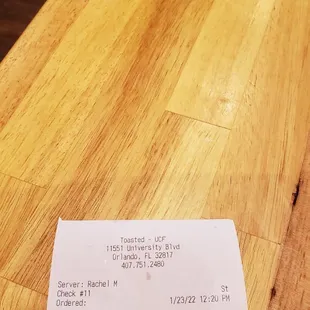 Toasted - UCF
11551 University Blvd
Orlando, FL 32817
407.751.2480
Server: Rachel M
St
Check #11
Ordered: 1/23/22 12:20 PM